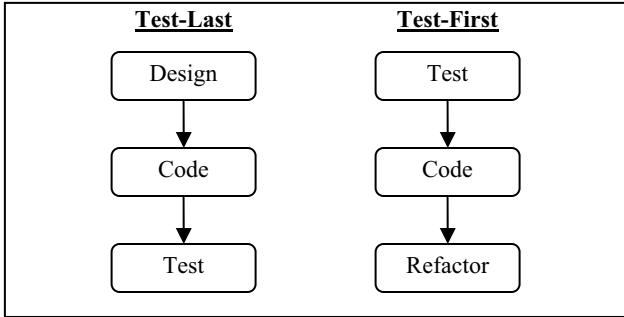 Test-Last
Test-First
Design
Test
Code
Code
Test
Refactor